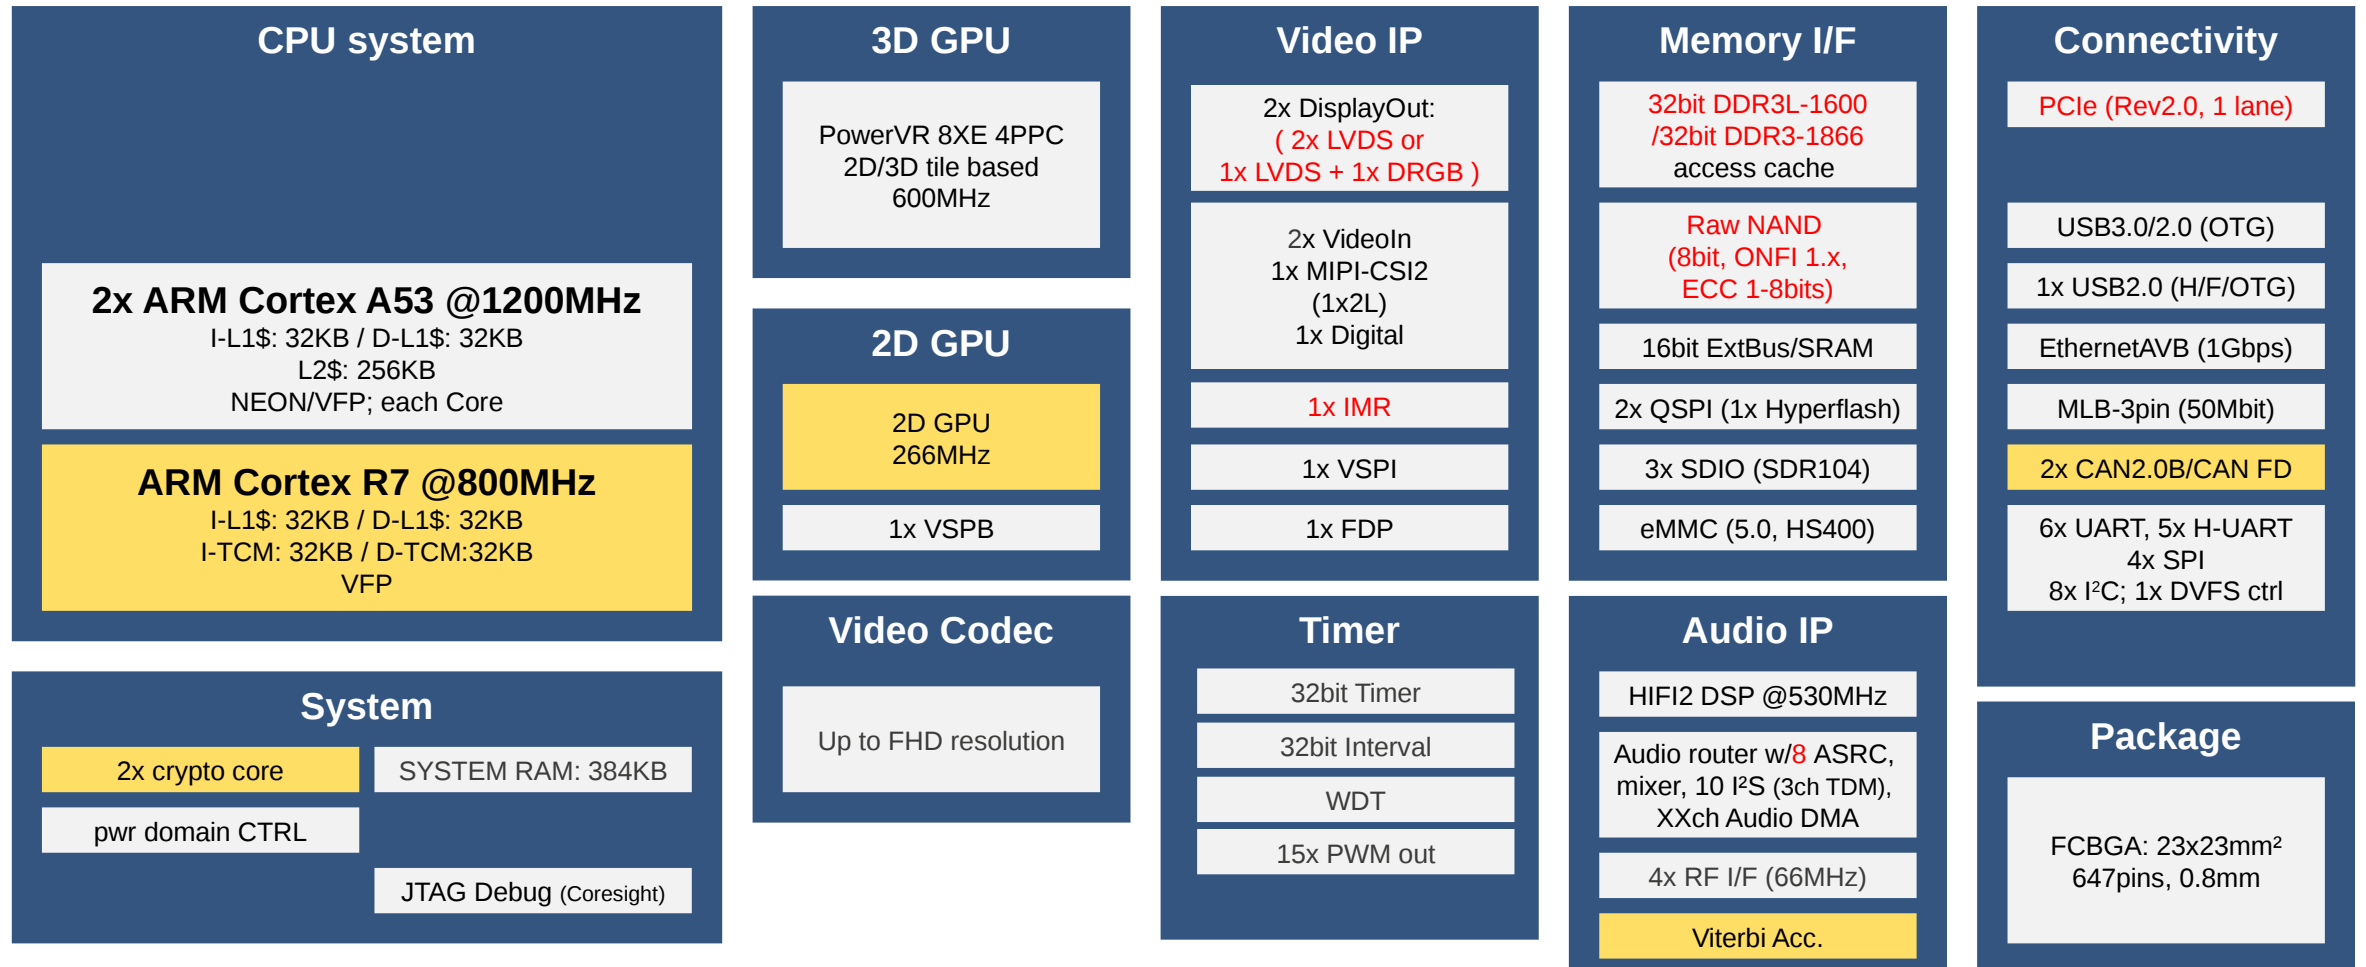 CPU system
2x ARM Cortex A53 @1200MHz
I-L1$: 32KB / D-L1$: 32KB
L2$: 256KB
NEON/VFP; each Core
ARM Cortex R7 @800MHz
I-L1$: 32KB / D-L1$: 32KB
I-TCM: 32KB / D-TCM:32KB
VFP
System
2x crypto core
SYSTEM RAM: 384KB
pwr domain CTRL
JTAG Debug (Coresight)
3D GPU
PowerVR 8XE 4PPC
2D/3D tile based
600MHz
2D GPU
2D GPU
266MHz
1x VSPB
Video Codec
Up to FHD resolution
Video IP
2x DisplayOut:
( 2x LVDS or
1x LVDS + 1x DRGB )
2x VideoIn
1x MIPI-CSI2
(1x2L)
1x Digital
1x IMR
1x VSPI
1x FDP
Timer
32bit Timer
32bit Interval
WDT
15x PWM out
Memory I/F
32bit DDR3L-1600
/32bit DDR3-1866
access cache
Raw NAND
(8bit, ONFI 1.x,
ECC 1-8bits)
16bit ExtBus/SRAM
2x QSPI (1x Hyperflash)
3x SDIO (SDR104)
eMMC (5.0, HS400)
Audio IP
HIFI2 DSP @530MHz
Audio router w/8 ASRC,
mixer, 10 I²S (3ch TDM),
XXch Audio DMA
4x RF I/F (66MHz)
Viterbi Acc.
Connectivity
PCIe (Rev2.0, 1 lane)
USB3.0/2.0 (OTG)
1x USB2.0 (H/F/OTG)
EthernetAVB (1Gbps)
MLB-3pin (50Mbit)
2x CAN2.0B/CAN FD
6x UART, 5x H-UART
4x SPI
8x I²C; 1x DVFS ctrl
Package
FCBGA: 23x23mm²
647pins, 0.8mm